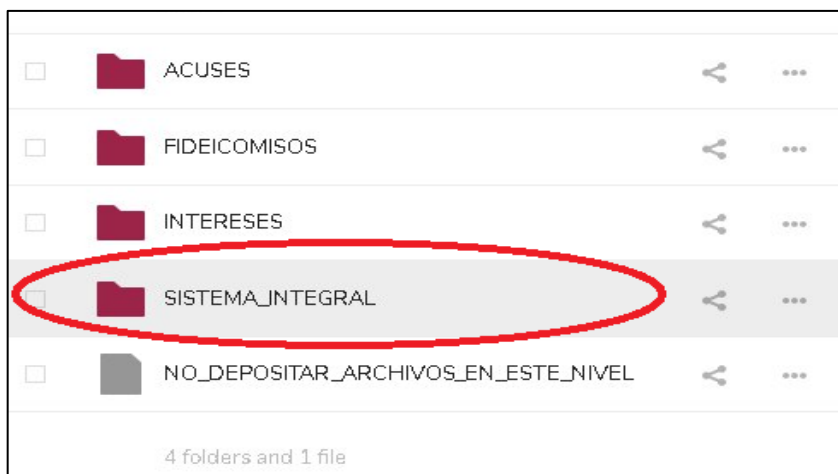 ACUSES
FIDEICOMISOS
INTERESES
SISTEMA_INTEGRAL
NO_DEPOSITAR_ARCHIVOS_EN_ESTE_NIVEL
4 folders and 1 file